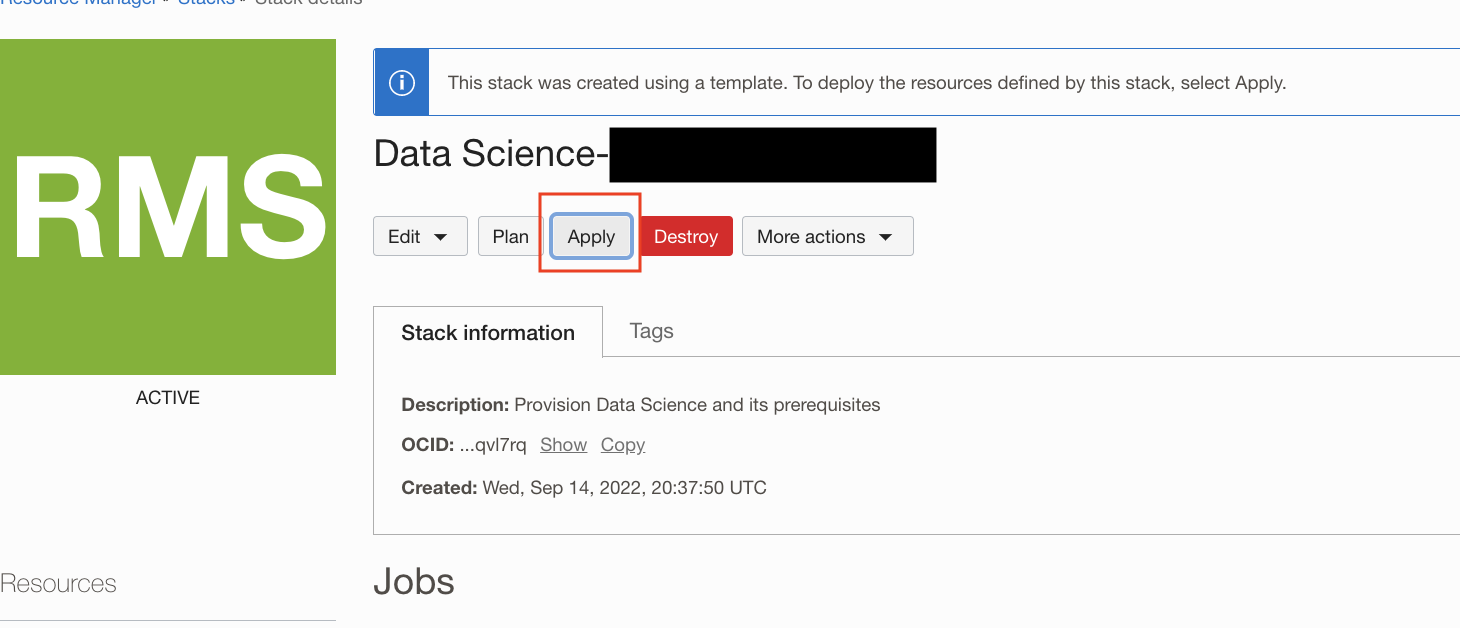 Resource Manager › Stacks › Stack details
This stack was created using a template. To deploy the resources defined by this stack, select Apply.
RMS
ACTIVE
Data Science-
Edit Plan Apply Destroy More actions
Stack information Tags
Description: Provision Data Science and its prerequisites
OCID: ...qvl7rq Show Copy
Created: Wed, Sep 14, 2022, 20:37:50 UTC
Resources
Jobs